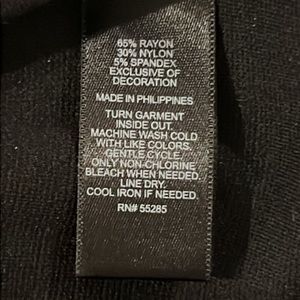 65% RAYON
30% NYLON
5% SPANDEX
EXCLUSIVE OF
DECORATION
MADE IN PHILIPPINES
TURN GARMENT
INSIDE OUT.
MACHINE WASH COLD
WITH LIKE COLORS.
GENTLE CYCLE.
ONLY NON-CHLORINE
BLEACH WHEN NEEDED.
LINE DRY.
COOL IRON IF NEEDED.
RN# 55285